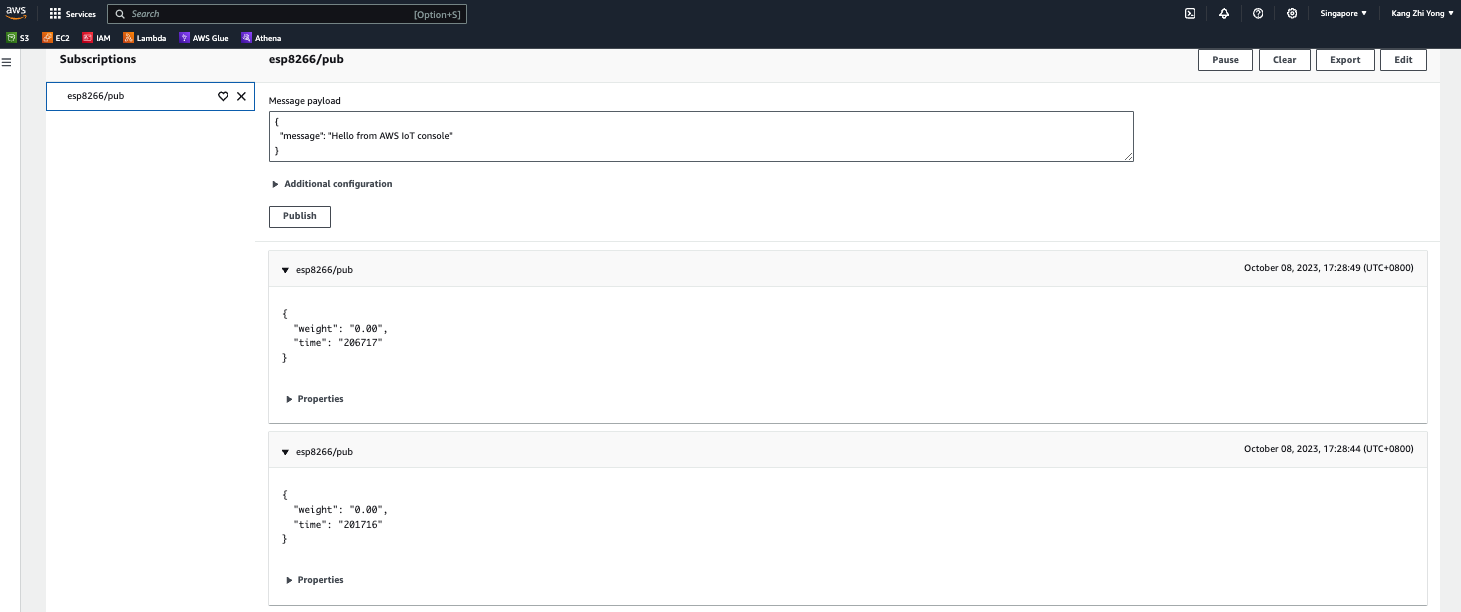 aws
Services
Search
[Option+S]
Singapore
Kang Zhi Yong
S3
EC2
IAM
Lambda
AWS Glue
Athena
Subscriptions
esp8266/pub
Pause
Clear
Export
Edit
esp8266/pub
Message payload
{
"message": "Hello from AWS IoT console"
}
Additional configuration
Publish
esp8266/pub
October 08, 2023, 17:28:49 (UTC+0800)
{
"weight": "0.00",
"time": "206717"
}
Properties
esp8266/pub
October 08, 2023, 17:28:44 (UTC+0800)
{
"weight": "0.00",
"time": "201716"
}
Properties